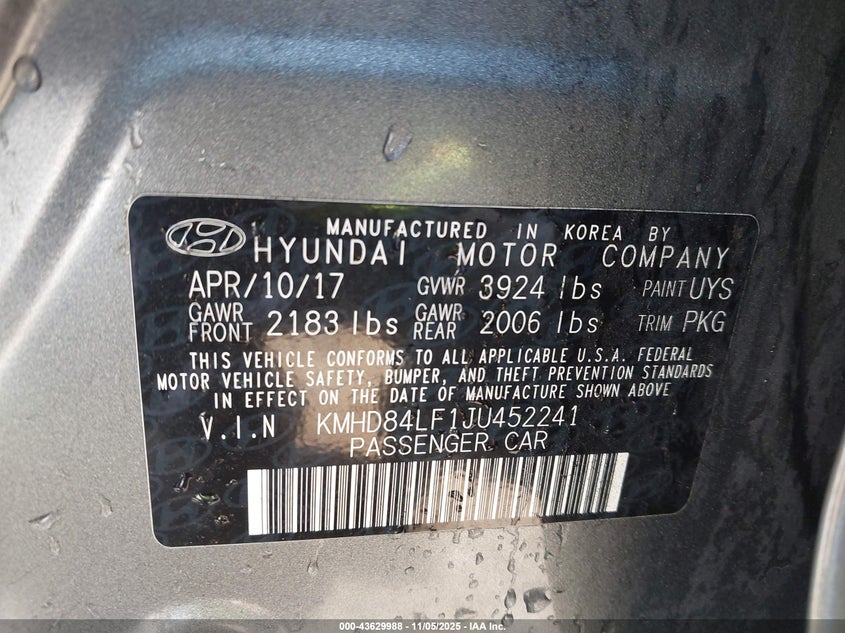 MANUFACTURED IN KOREA BY
HYUNDAI MOTOR COMPANY
APR/10/17 GVWR 3924 lbs PAINT UYS
GAWR FRONT 2183 lbs GAWR REAR 2006 lbs TRIM PKG
THIS VEHICLE CONFORMS TO ALL APPLICABLE U.S.A. FEDERAL
MOTOR VEHICLE SAFETY, BUMPER, AND THEFT PREVENTION STANDARDS
IN EFFECT ON THE DATE OF MANUFACTURE SHOWN ABOVE
V.I.N KMHD84LF1JU452241
PASSENGER CAR
000-43629988 - 11/05/2025 - IAA Inc.